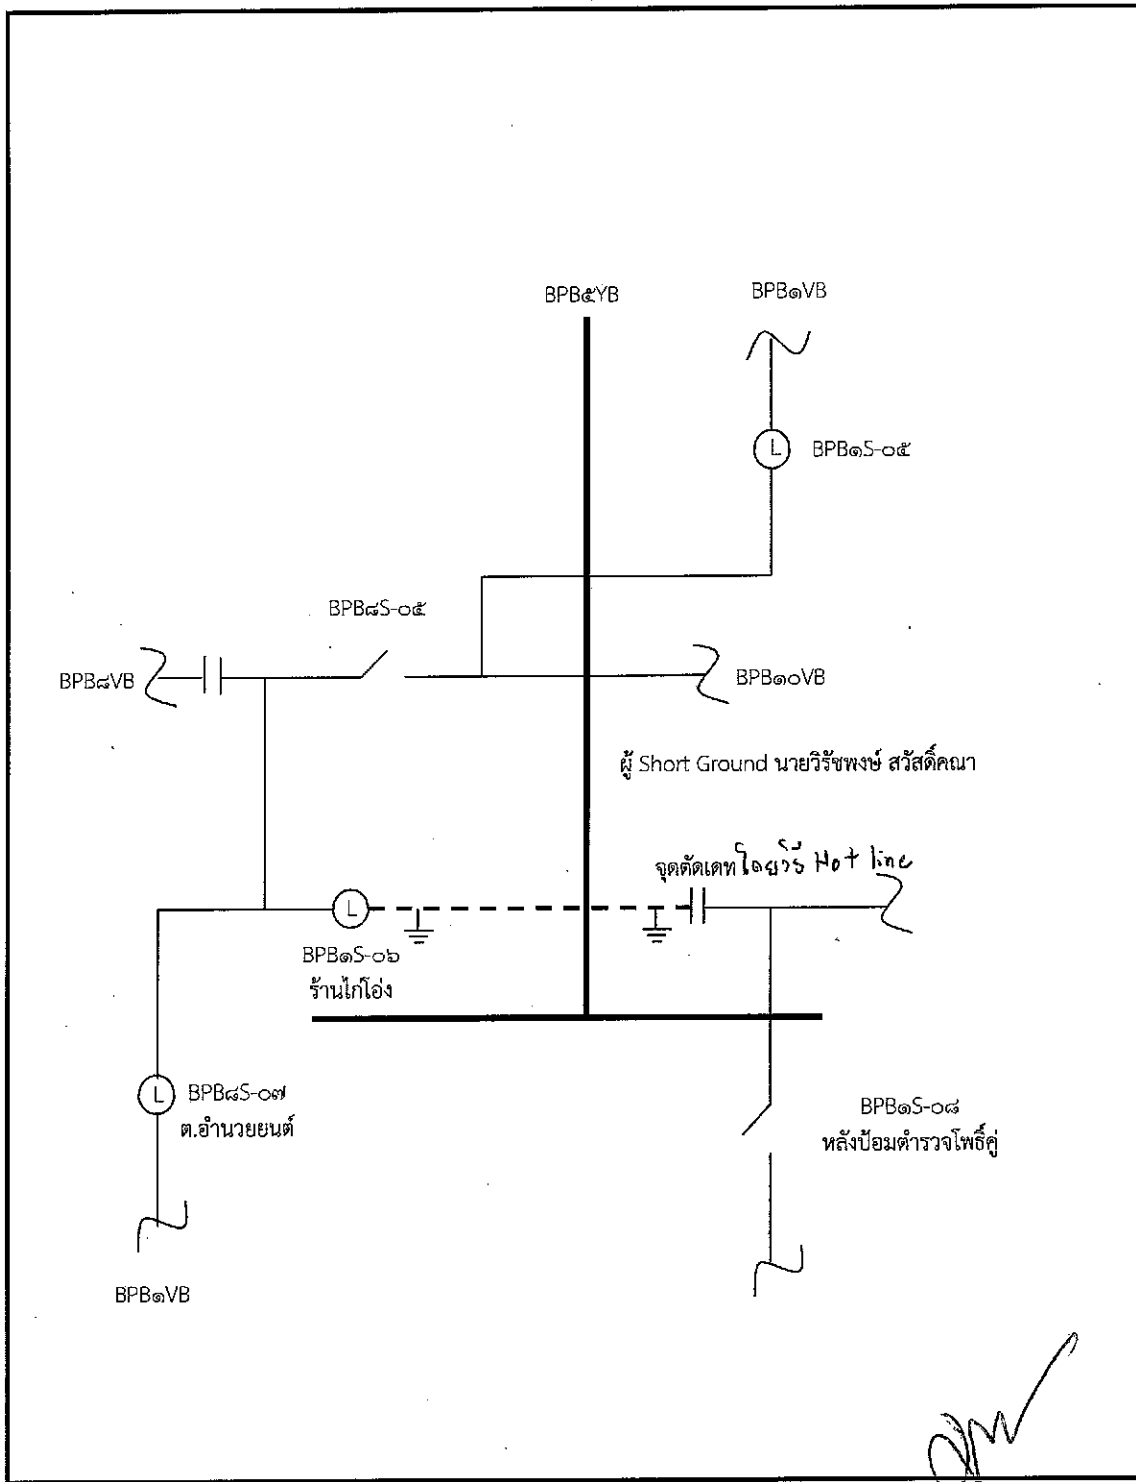 BPB๕YB
BPB๑VB
L
BPB๑S-๐๕
BPB๘S-๐๕
BPB๘VB
BPB๑๐VB
ผู้ Short Ground นายวิรัชพงษ์ สวัสดิ์คณา
จุดตัดเดทโดยวิธี Hot line
L
BPB๑S-๐๖
ร้านไก่โอ่ง
L
BPB๘S-๐๗
ต.อำนวยยนต์
BPB๑S-๐๘
หลังป้อมตำรวจโพธิ์คู่
BPB๑VB